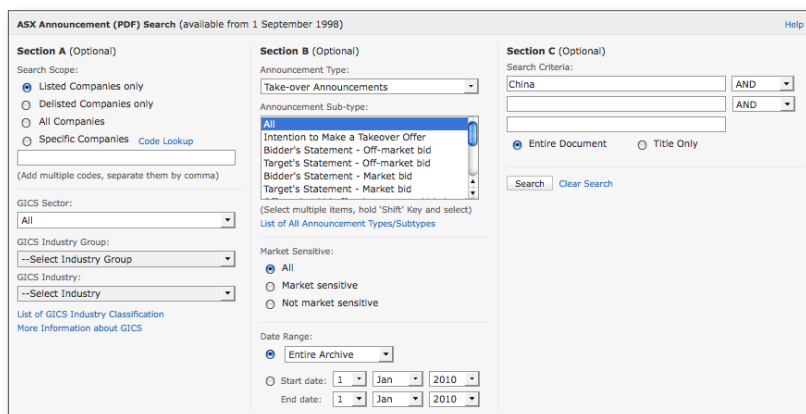 ASX Announcement (PDF) Search (available from 1 September 1998)
Help
Section A (Optional)
Search Scope:
Listed Companies only
Delisted Companies only
All Companies
Specific Companies Code Lookup
(Add multiple codes, separate them by comma)
GICS Sector:
All
GICS Industry Group:
--Select Industry Group
GICS Industry:
--Select Industry
List of GICS Industry Classification
More Information about GICS
Section B (Optional)
Announcement Type:
Take-over Announcements
Announcement Sub-type:
All
Intention to Make a Takeover Offer
Bidder's Statement - Off-market bid
Target's Statement - Off-market bid
Bidder's Statement - Market bid
Target's Statement - Market bid
(Select multiple items, hold 'Shift' Key and select)
List of All Announcement Types/Subtypes
Market Sensitive:
All
Market sensitive
Not market sensitive
Date Range:
Entire Archive
Start date: 1 Jan 2010
End date: 1 Jan 2010
Section C (Optional)
Search Criteria:
China AND
AND
Entire Document Title Only
Search Clear Search